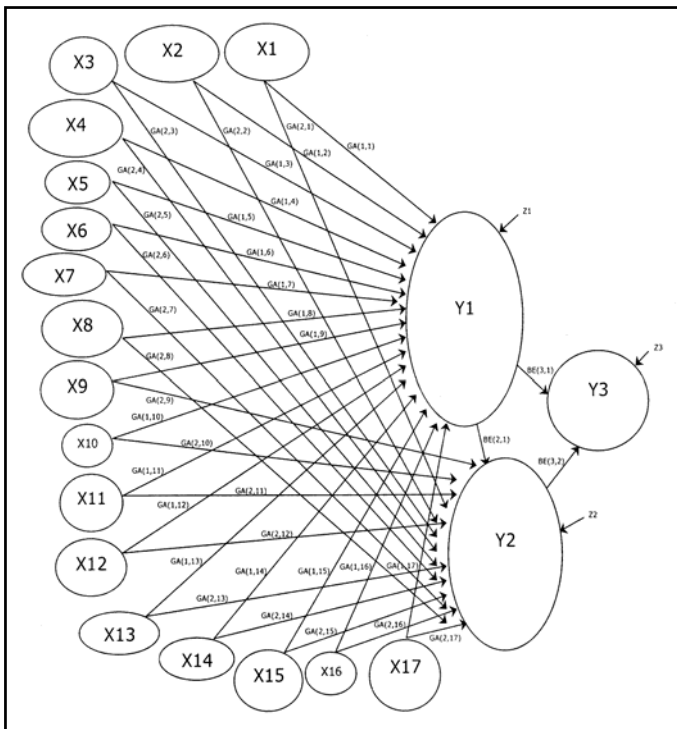 X1
X2
X3
X4
X5
X6
X7
X8
X9
X10
X11
X12
X13
X14
X15
X16
X17
GA(2,3)
GA(2,2)
GA(2,1)
GA(1,1)
GA(1,2)
GA(1,3)
GA(2,4)
GA(1,4)
GA(2,5)
GA(1,5)
GA(2,6)
GA(1,6)
GA(1,7)
GA(2,7)
GA(1,8)
GA(1,9)
GA(2,8)
GA(2,9)
GA(1,10)
GA(2,10)
GA(1,11)
GA(2,11)
GA(1,12)
GA(2,12)
GA(1,13)
GA(1,14)
GA(1,15)
GA(1,16)
GA(1,17)
GA(2,13)
GA(2,14)
GA(2,15)
GA(2,16)
GA(2,17)
Z1
Y1
Z3
BE(3,1)
Y3
BE(2,1)
BE(3,2)
Z2
Y2